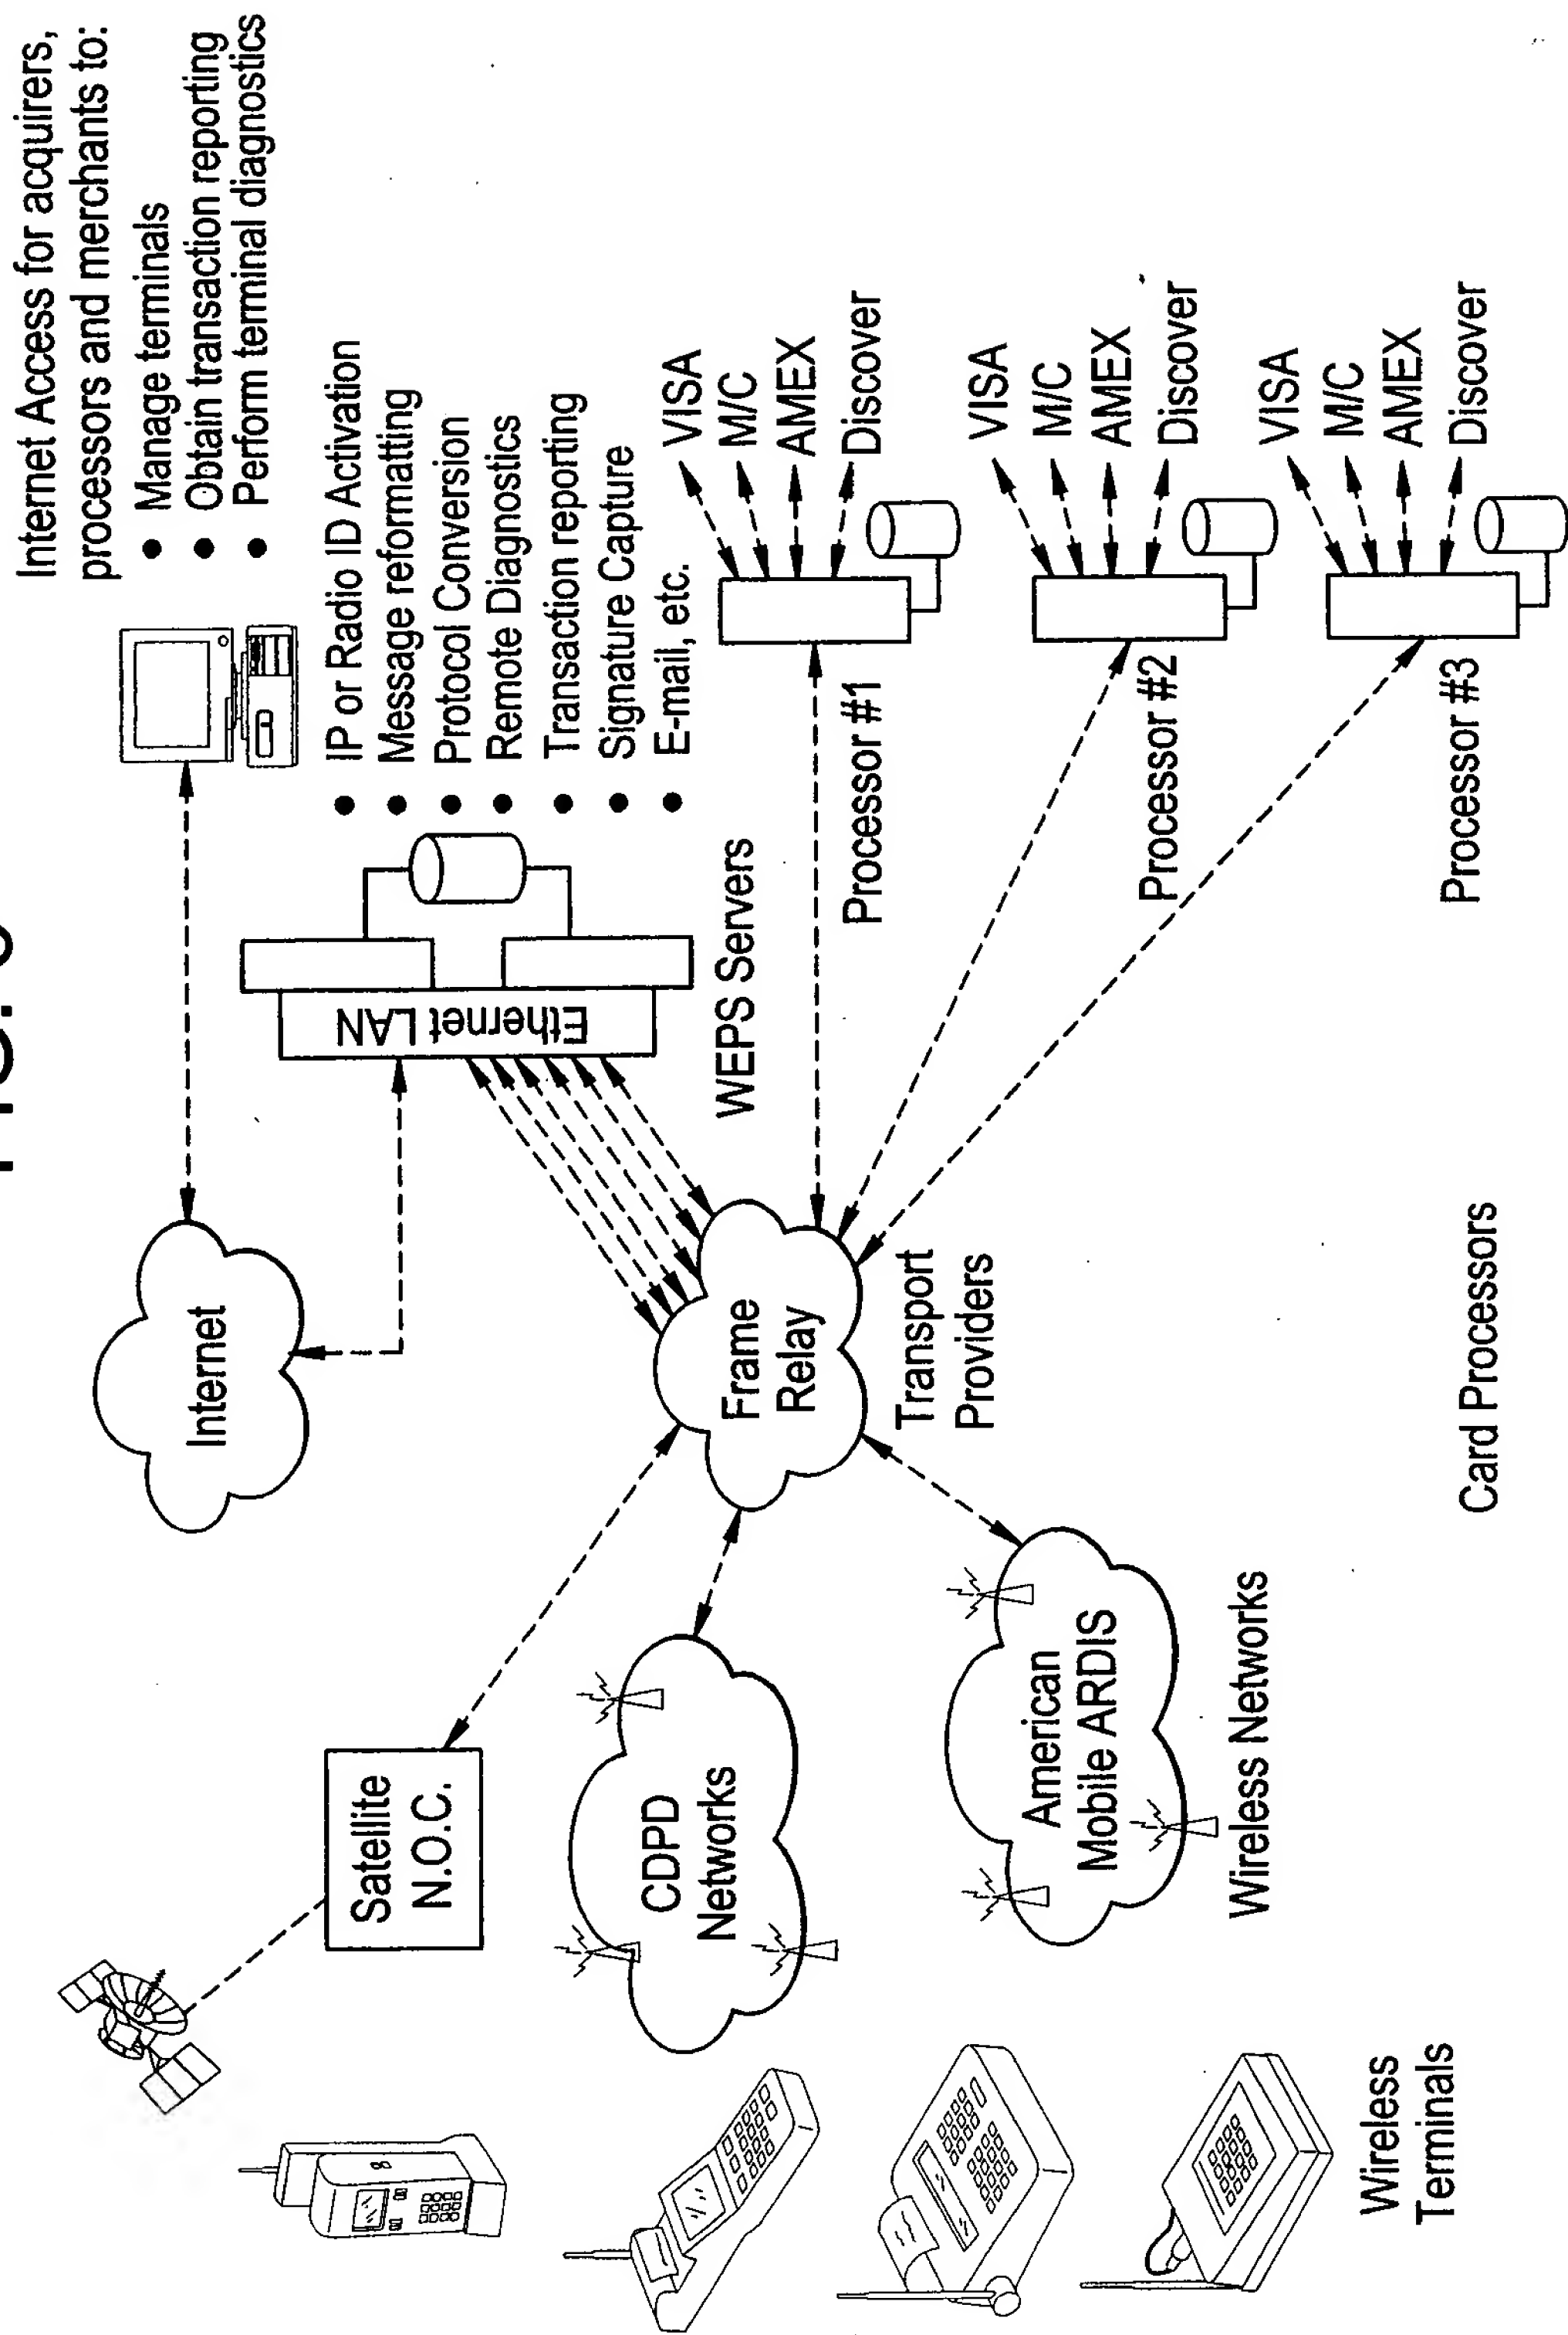 Internet Access for acquirers,
processors and merchants to:
● Manage terminals
● Obtain transaction reporting
● Perform terminal diagnostics
Internet
● IP or Radio ID Activation
● Message reformatting
● Protocol Conversion
● Remote Diagnostics
● Transaction reporting
● Signature Capture
● E-mail, etc.
Ethernet LAN
WEPS Servers
Satellite
N.O.C.
CDPD
Networks
Frame
Relay
Transport
Providers
American
Mobile ARDIS
Wireless Networks
Processor #1
VISA
M/C
AMEX
Discover
Processor #2
VISA
M/C
AMEX
Discover
Processor #3
VISA
M/C
AMEX
Discover
Wireless
Terminals
Card Processors